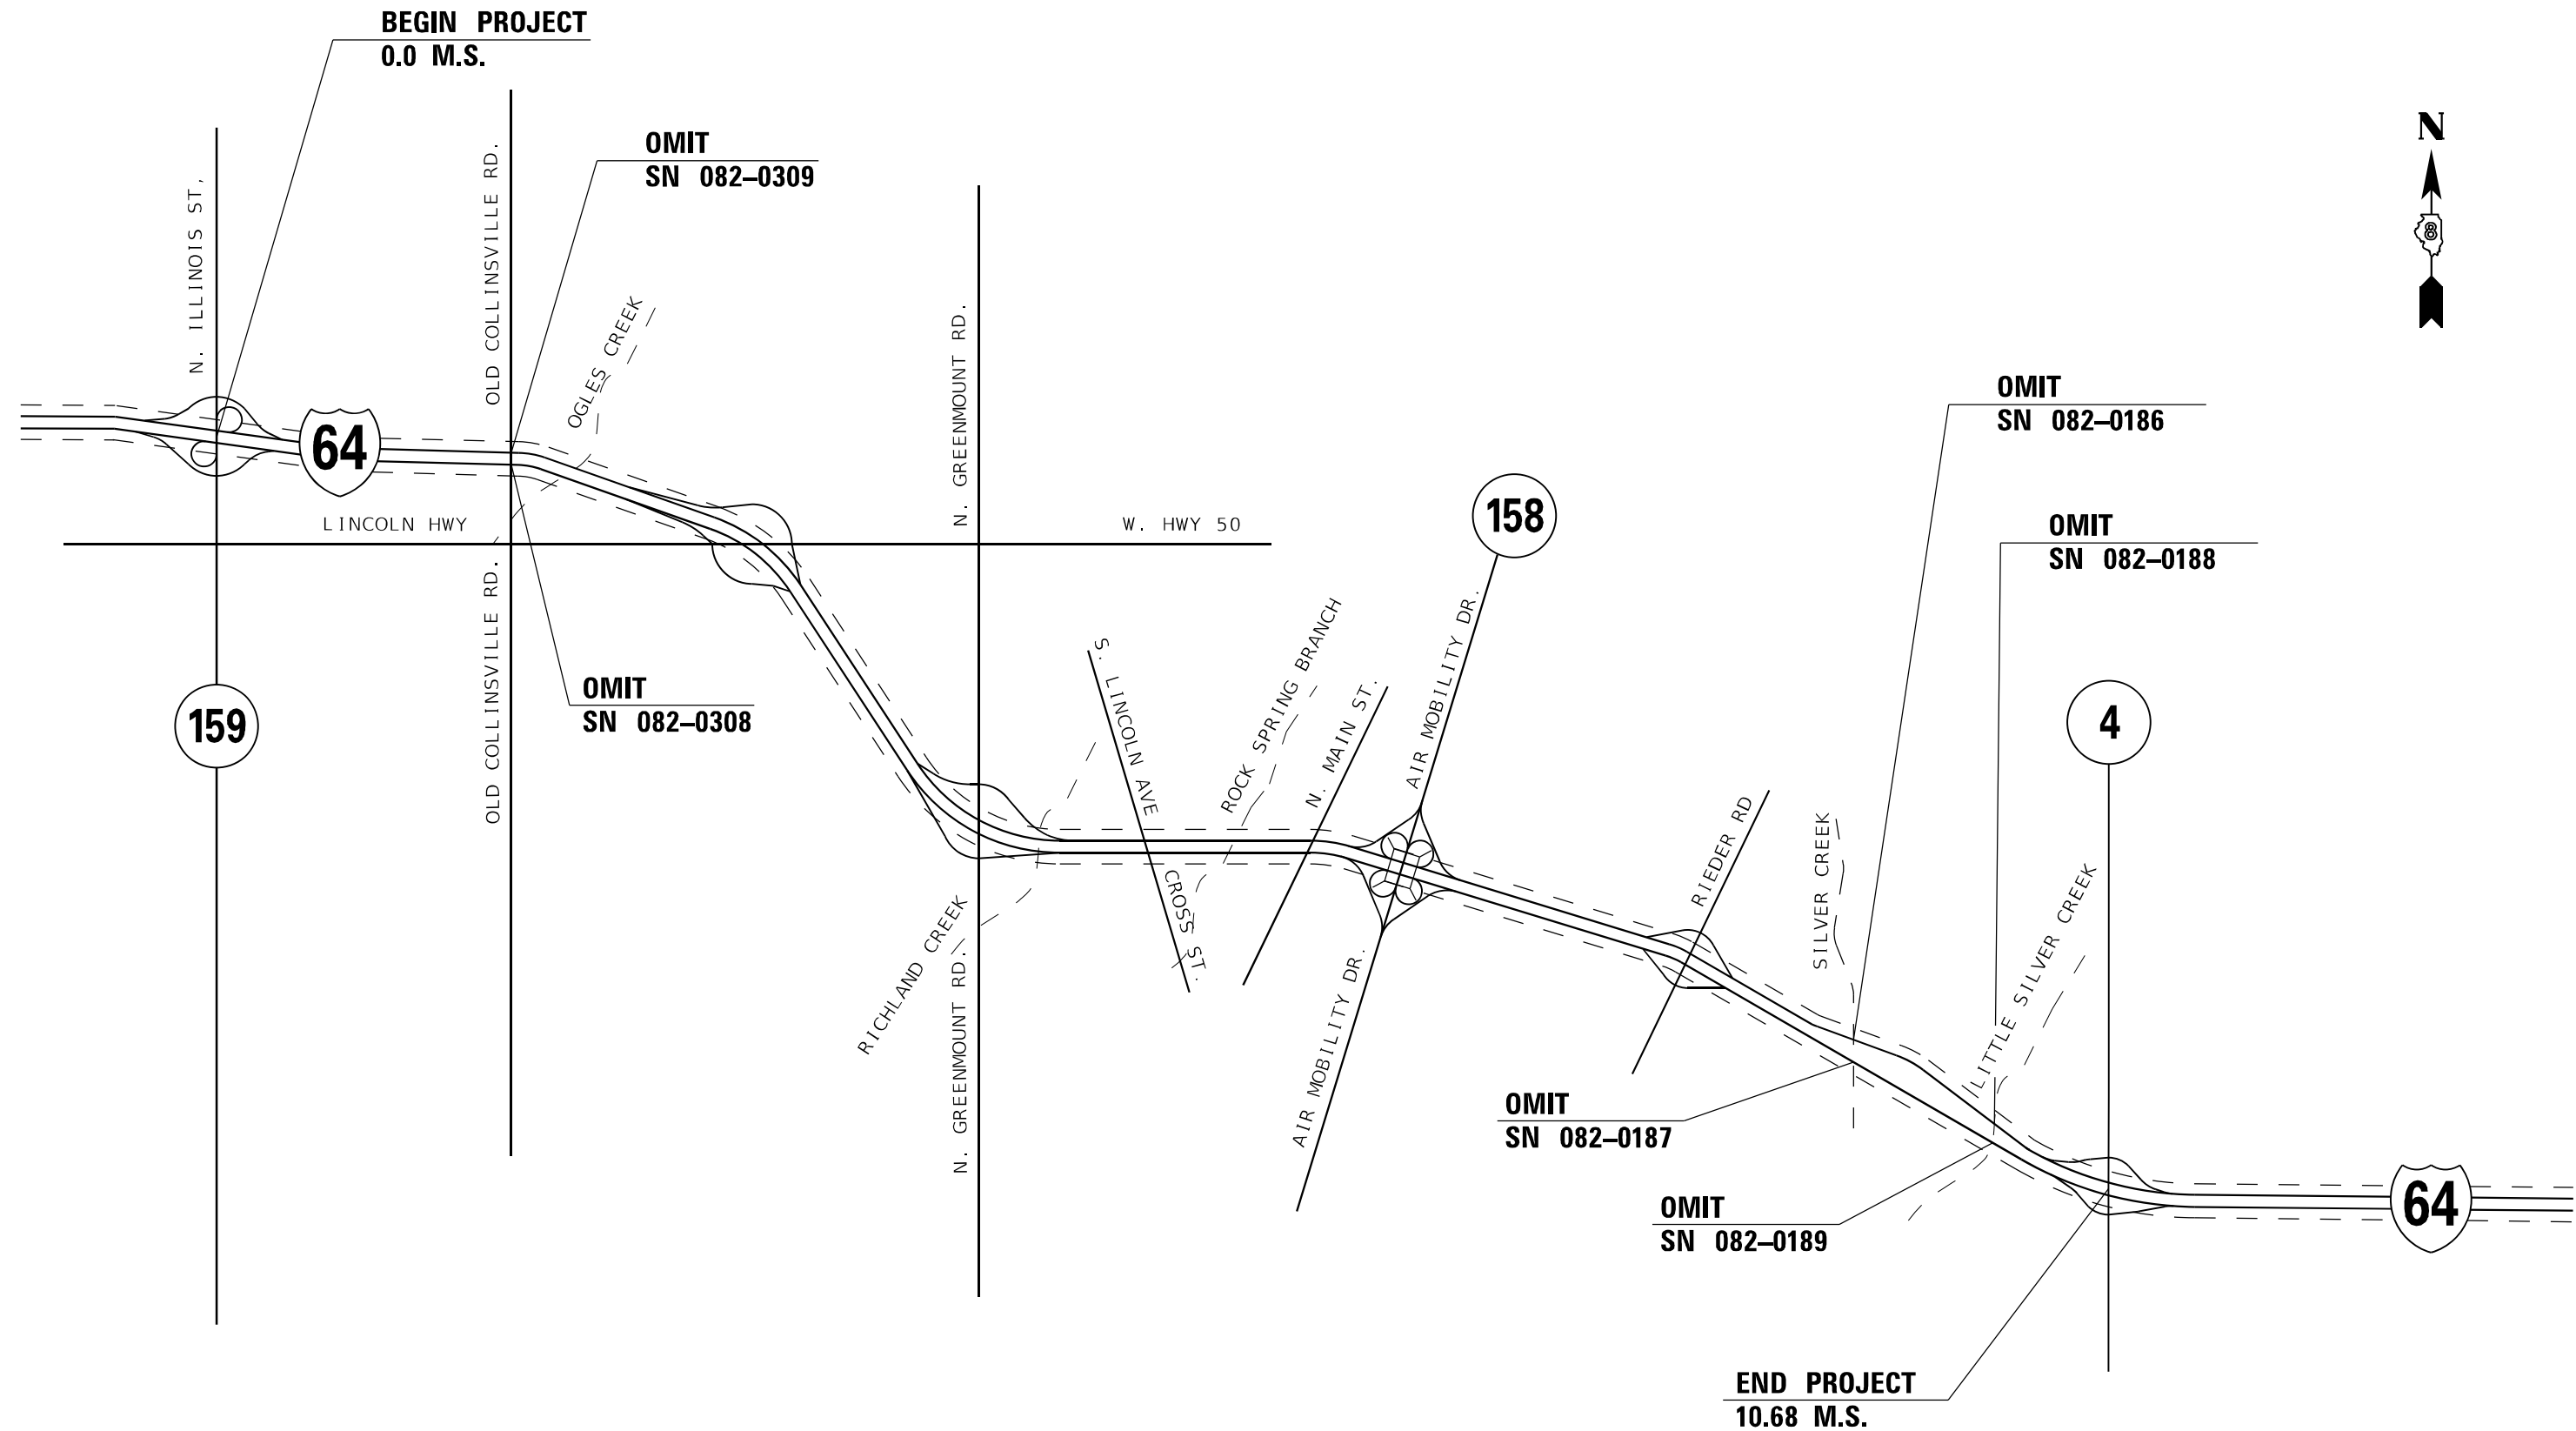 BEGIN PROJECT
0.0 M.S.
N
8
OMIT
SN 082–0309
N. ILLINOIS ST,
OLD COLLINSVILLE RD.
OGLES CREEK
N. GREENMOUNT RD.
64
OMIT
SN 082–0186
LINCOLN HWY
W. HWY 50
158
OMIT
SN 082–0188
OLD COLLINSVILLE RD.
OMIT
SN 082–0308
159
4
S. LINCOLN AVE
ROCK SPRING BRANCH
N. MAIN ST.
AIR MOBILITY DR.
RIEDER RD
SILVER CREEK
LITTLE SILVER CREEK
CROSS ST.
RICHLAND CREEK
N. GREENMOUNT RD.
AIR MOBILITY DR.
OMIT
SN 082–0187
OMIT
SN 082–0189
64
END PROJECT
10.68 M.S.